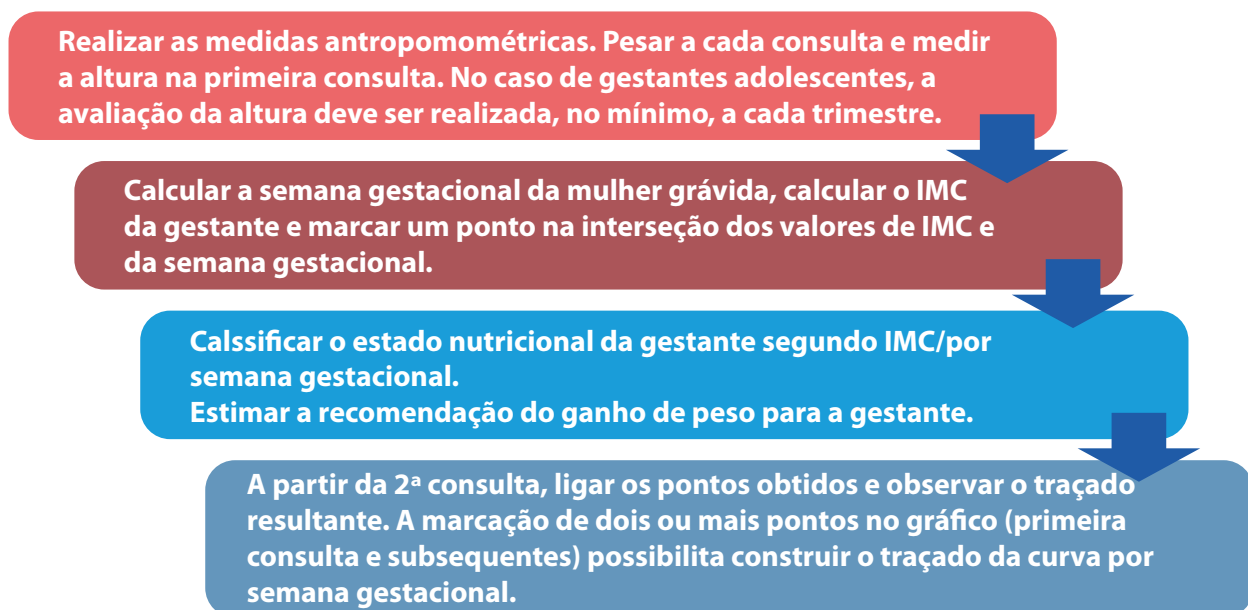 Realizar as medidas antropomométricas. Pesar a cada consulta e medir
a altura na primeira consulta. No caso de gestantes adolescentes, a
avaliação da altura deve ser realizada, no mínimo, a cada trimestre.
Calcular a semana gestacional da mulher grávida, calcular o IMC
da gestante e marcar um ponto na interseção dos valores de IMC e
da semana gestacional.
Calssificar o estado nutricional da gestante segundo IMC/por
semana gestacional.
Estimar a recomendação do ganho de peso para a gestante.
A partir da 2ª consulta, ligar os pontos obtidos e observar o traçado
resultante. A marcação de dois ou mais pontos no gráfico (primeira
consulta e subsequentes) possibilita construir o traçado da curva por
semana gestacional.